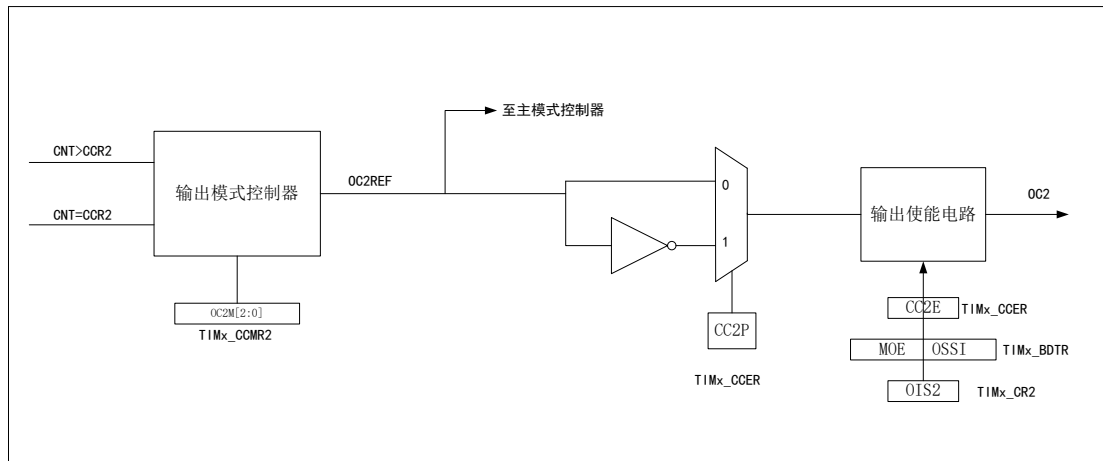 至主模式控制器
CNT>CCR2
输出模式控制器
OC2REF
CNT=CCR2
OC2M[2:0]
TIMx_CCMR2
0
1
CC2P
TIMx_CCER
输出使能电路
OC2
CC2E
TIMx_CCER
MOE OSSI
TIMx_BDTR
OIS2
TIMx_CR2